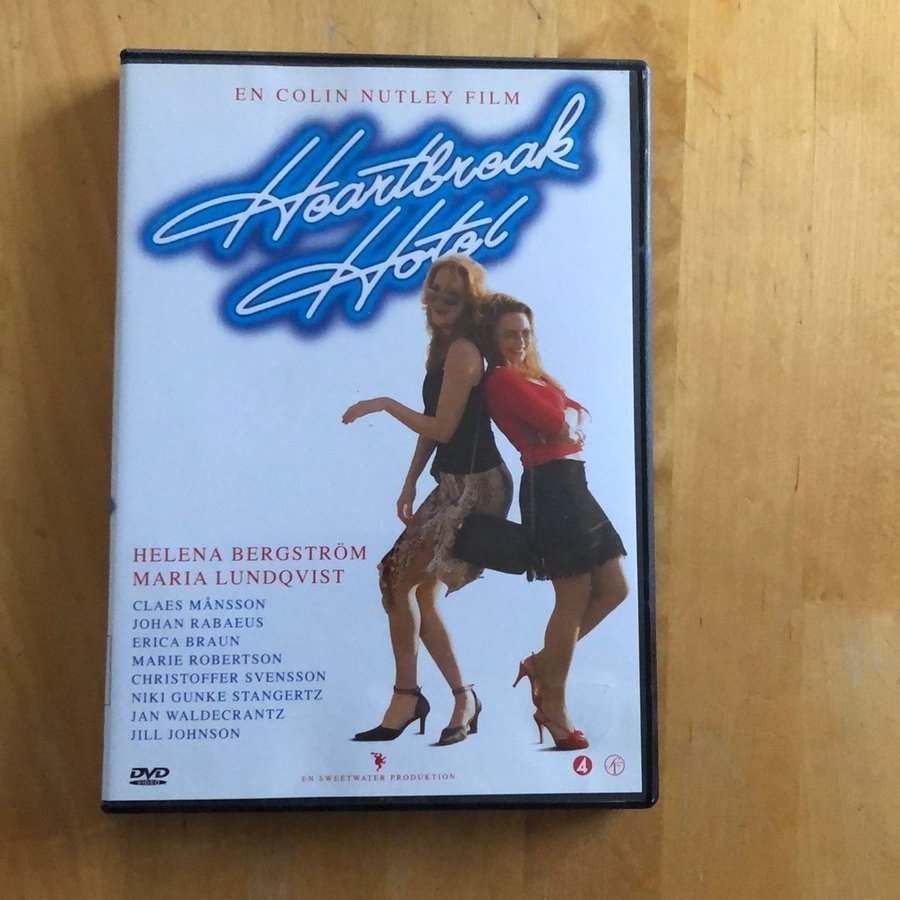 EN COLIN NUTLEY FILM
Heartbreak
Hotel
HELENA BERGSTRÖM
MARIA LUNDQVIST
CLAES MÅNSSON
JOHAN RABAEUS
ERICA BRAUN
MARIE ROBERTSON
CHRISTOFFER SVENSSON
NIKI GUNKE STANGERTZ
JAN WALDECRANTZ
JILL JOHNSON
DVD
VIDEO
EN SWEETWATER PRODUKTION
4